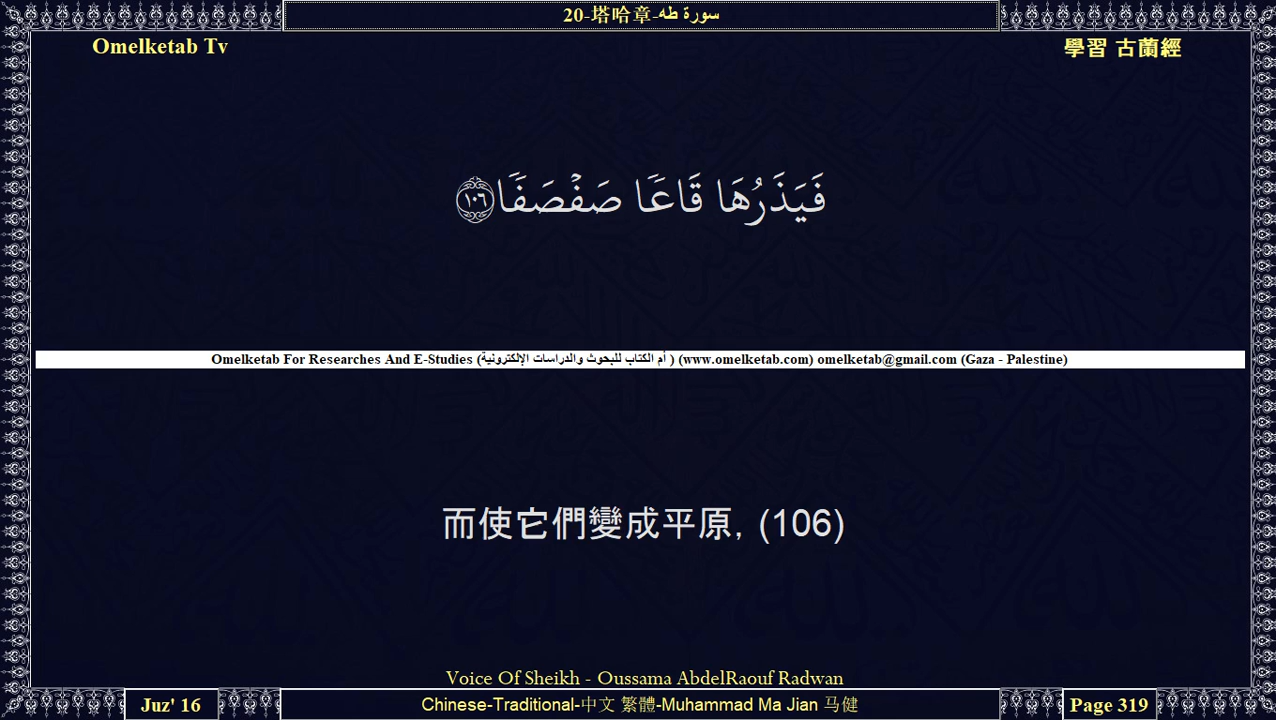 20-塔哈章-سورة طه
Omelketab Tv
學習 古蘭經
فَيَذَرُهَا قَاعٗا صَفۡصَفٗا ١٠٦
Omelketab For Researches And E-Studies (أم الكتاب للبحوث والدراسات الإلكترونية ) (www.omelketab.com) omelketab@gmail.com (Gaza - Palestine)
而使它們變成平原, (106)
Voice Of Sheikh - Oussama AbdelRaouf Radwan
Juz' 16
Chinese-Traditional-中文 繁體-Muhammad Ma Jian 马健
Page 319